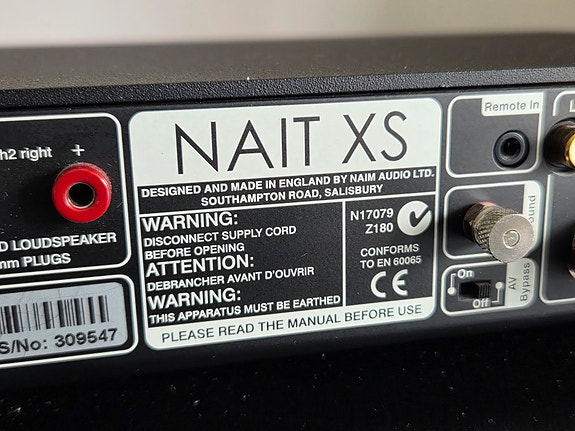 h2 right +
D LOUDSPEAKER
mm PLUGS
S/No: 309547
NAIT XS
DESIGNED AND MADE IN ENGLAND BY NAIM AUDIO LTD.
SOUTHAMPTON ROAD, SALISBURY
WARNING:
DISCONNECT SUPPLY CORD
BEFORE OPENING
ATTENTION:
DEBRANCHER AVANT D'OUVRIR
WARNING:
THIS APPARATUS MUST BE EARTHED
N17079
Z180
CONFORMS
TO EN 60065
CE
PLEASE READ THE MANUAL BEFORE USE
Remote In
L
ound
On
Off
AV
Bypass